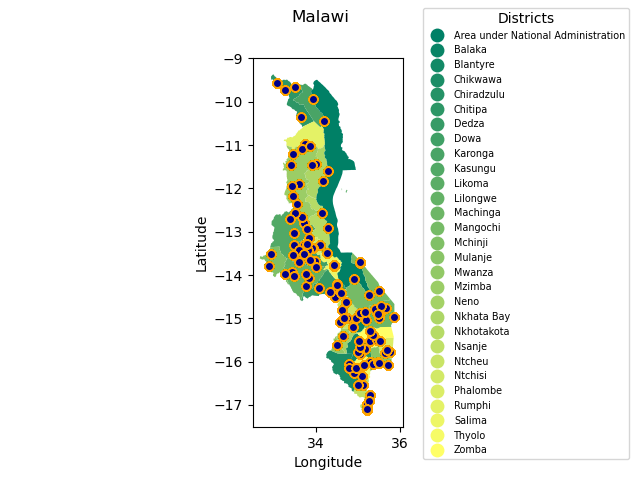 Malawi
Districts
Area under National Administration
Balaka
Blantyre
Chikwawa
Chiradzulu
Chitipa
Dedza
Dowa
Karonga
Kasungu
Likoma
Lilongwe
Machinga
Mangochi
Mchinji
Mulanje
Mwanza
Mzimba
Neno
Nkhata Bay
Nkhotakota
Nsanje
Ntcheu
Ntchisi
Phalombe
Rumphi
Salima
Thyolo
Zomba
−9
−10
−11
−12
−13
−14
−15
−16
−17
Latitude
34 36
Longitude